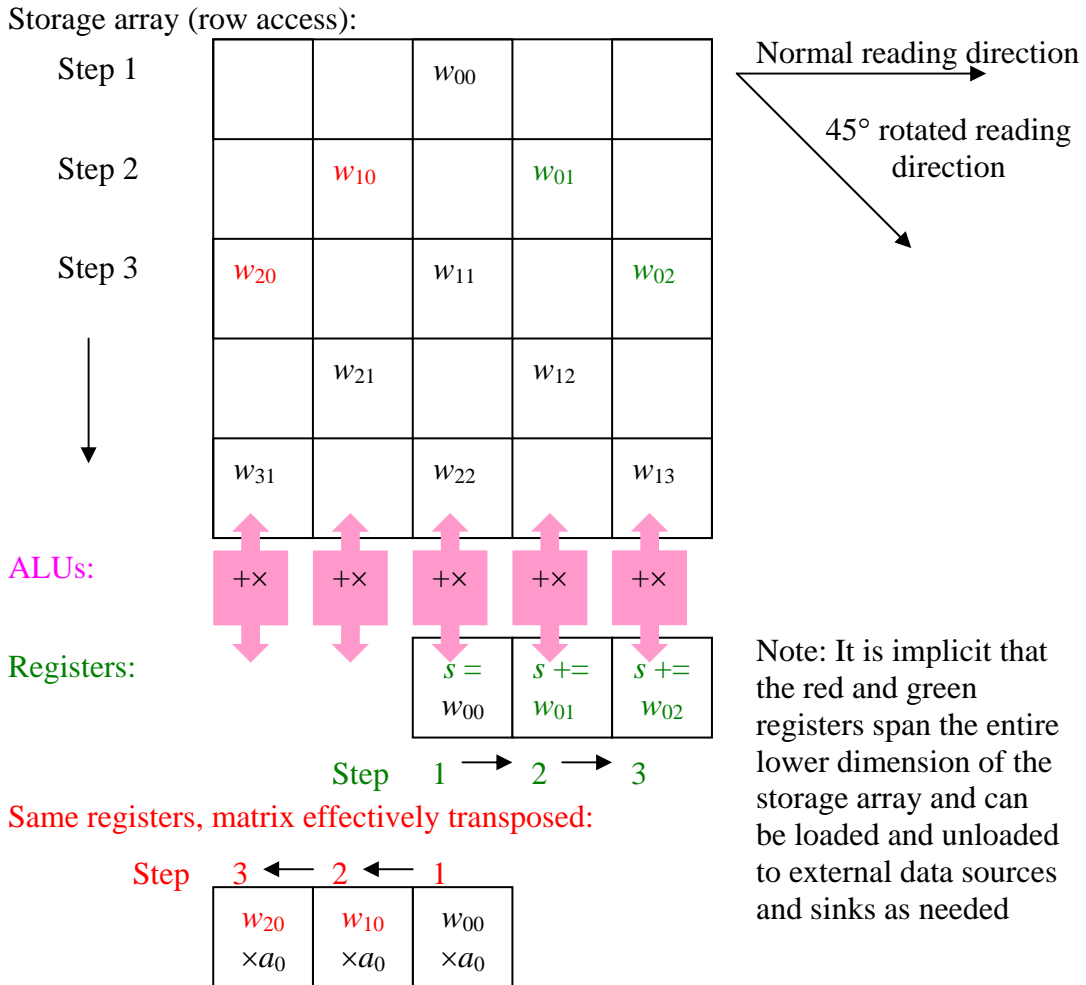 Storage array (row access):
Step 1
w00
Normal reading direction
45° rotated reading
direction
Step 2
w10 w01
Step 3
w20 w11 w02
w21 w12
w31 w22 w13
ALUs:
+× +× +× +× +×
Registers:
s = s += s +=
w00 w01 w02
Step 1 2 3
Note: It is implicit that
the red and green
registers span the entire
lower dimension of the
storage array and can
be loaded and unloaded
to external data sources
and sinks as needed
Same registers, matrix effectively transposed:
Step 3 2 1
w20 w10 w00
×a0 ×a0 ×a0